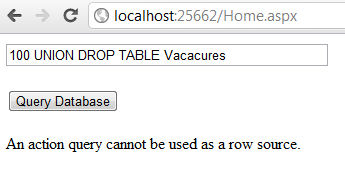 localhost:25662/Home.aspx
100 UNION DROP TABLE Vacacures
Query Database
An action query cannot be used as a row source.